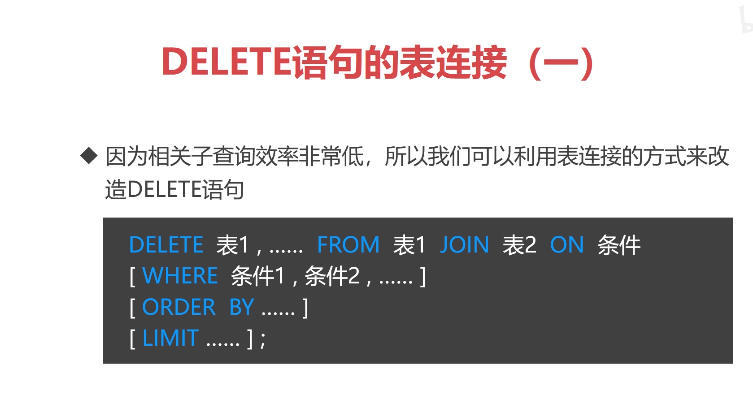 DELETE语句的表连接（一）
◆ 因为相关子查询效率非常低，所以我们可以利用表连接的方式来改
造DELETE语句
DELETE 表1 , …… FROM 表1 JOIN 表2 ON 条件
[ WHERE 条件1 , 条件2 , …… ]
[ ORDER BY …… ]
[ LIMIT …… ] ;